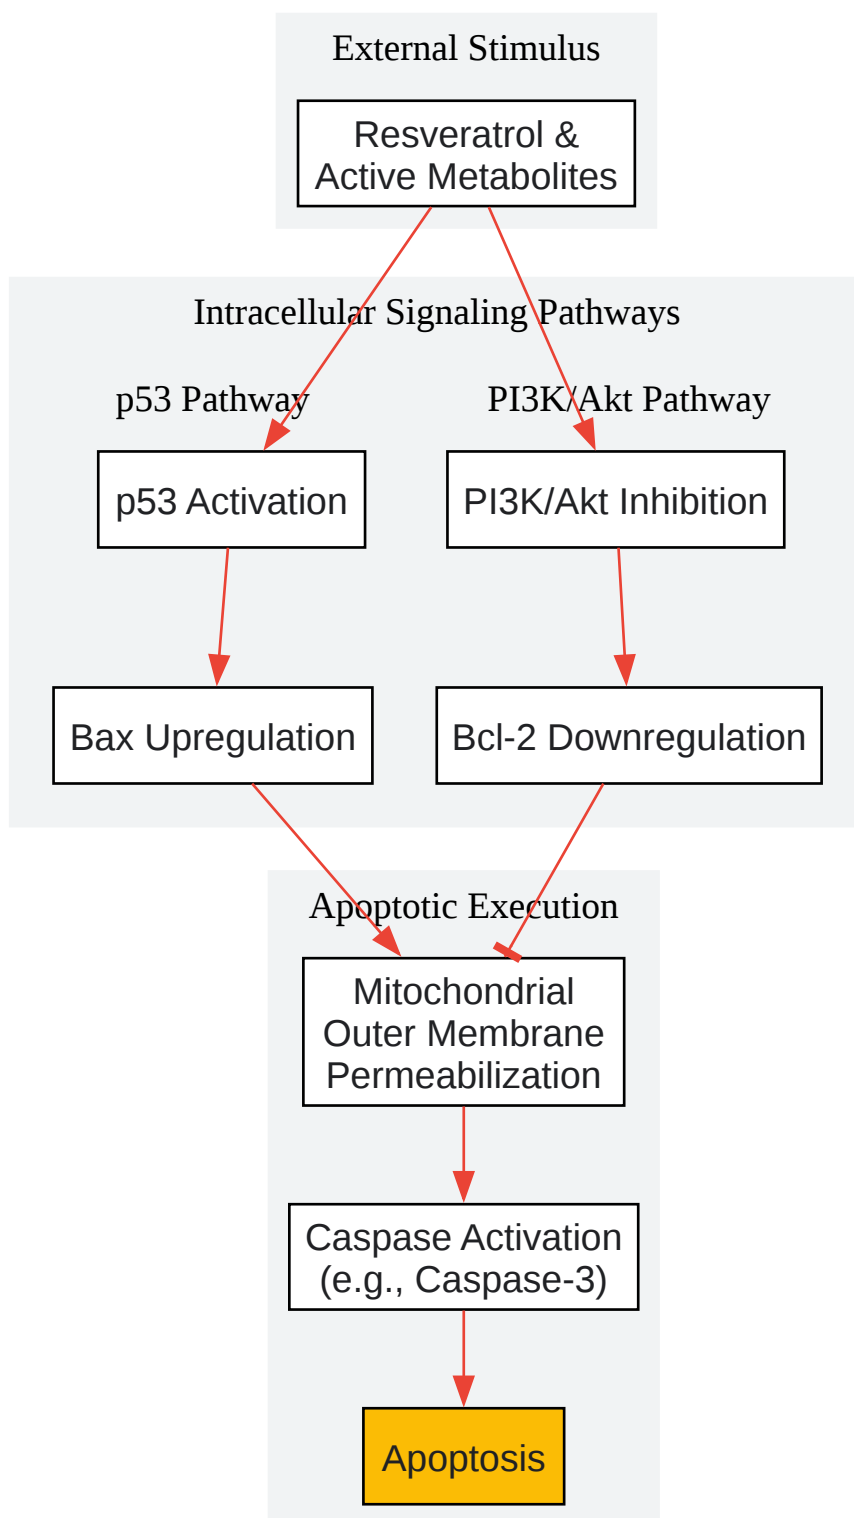 External Stimulus
Resveratrol &
Active Metabolites
Intracellular Signaling Pathways
p53 Pathway
PI3K/Akt Pathway
p53 Activation
PI3K/Akt Inhibition
Bax Upregulation
Bcl-2 Downregulation
Apoptotic Execution
Mitochondrial
Outer Membrane
Permeabilization
Caspase Activation
(e.g., Caspase-3)
Apoptosis